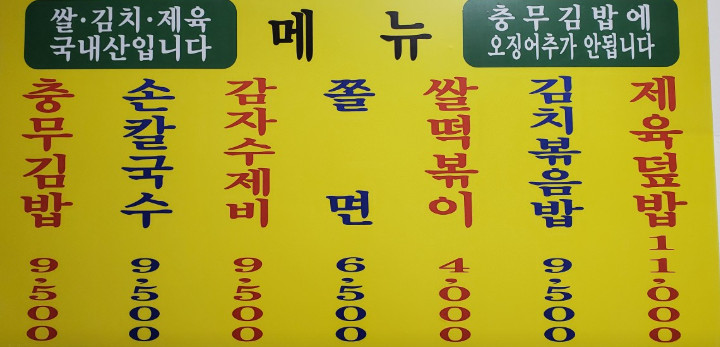 쌀·김치·제육
국내산입니다
메뉴
충무김밥에
오징어추가 안됩니다
충무김밥
9,500
손칼국수
9,500
감자수제비
9,500
쫄면
6,500
쌀떡볶이
4,000
김치볶음밥
9,500
제육덮밥
11,000